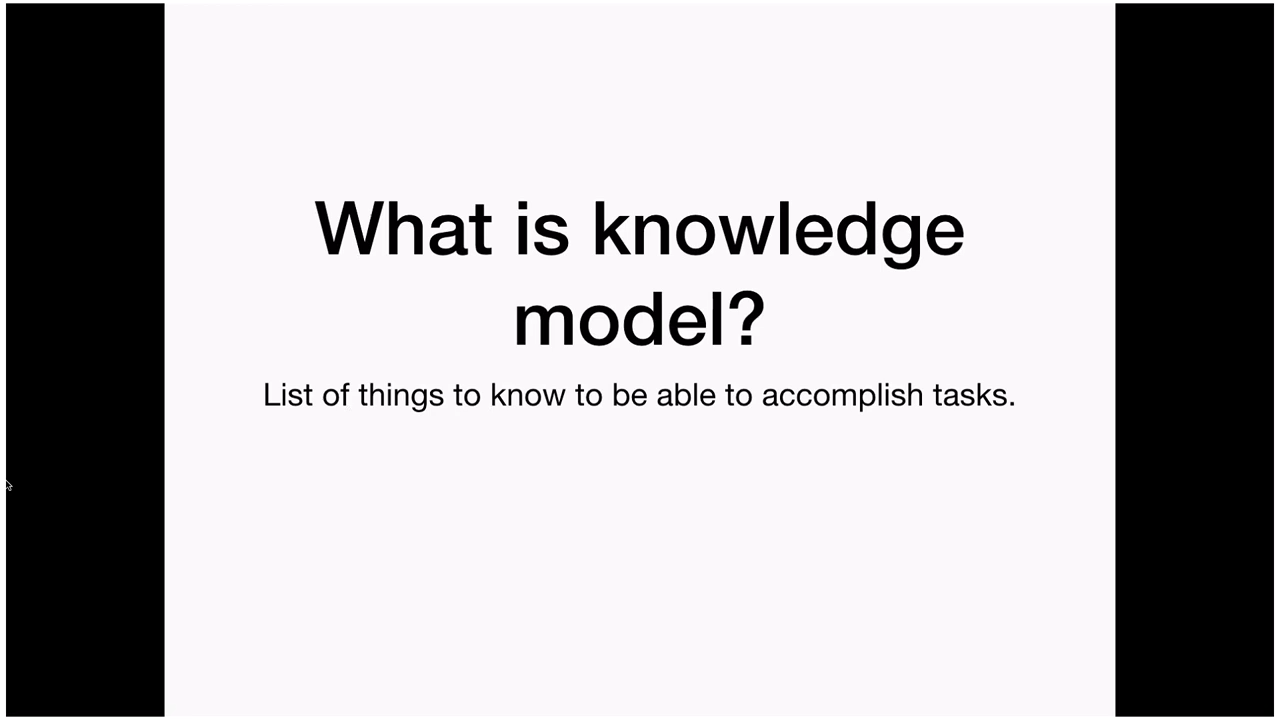 What is knowledge
model?
List of things to know to be able to accomplish tasks.